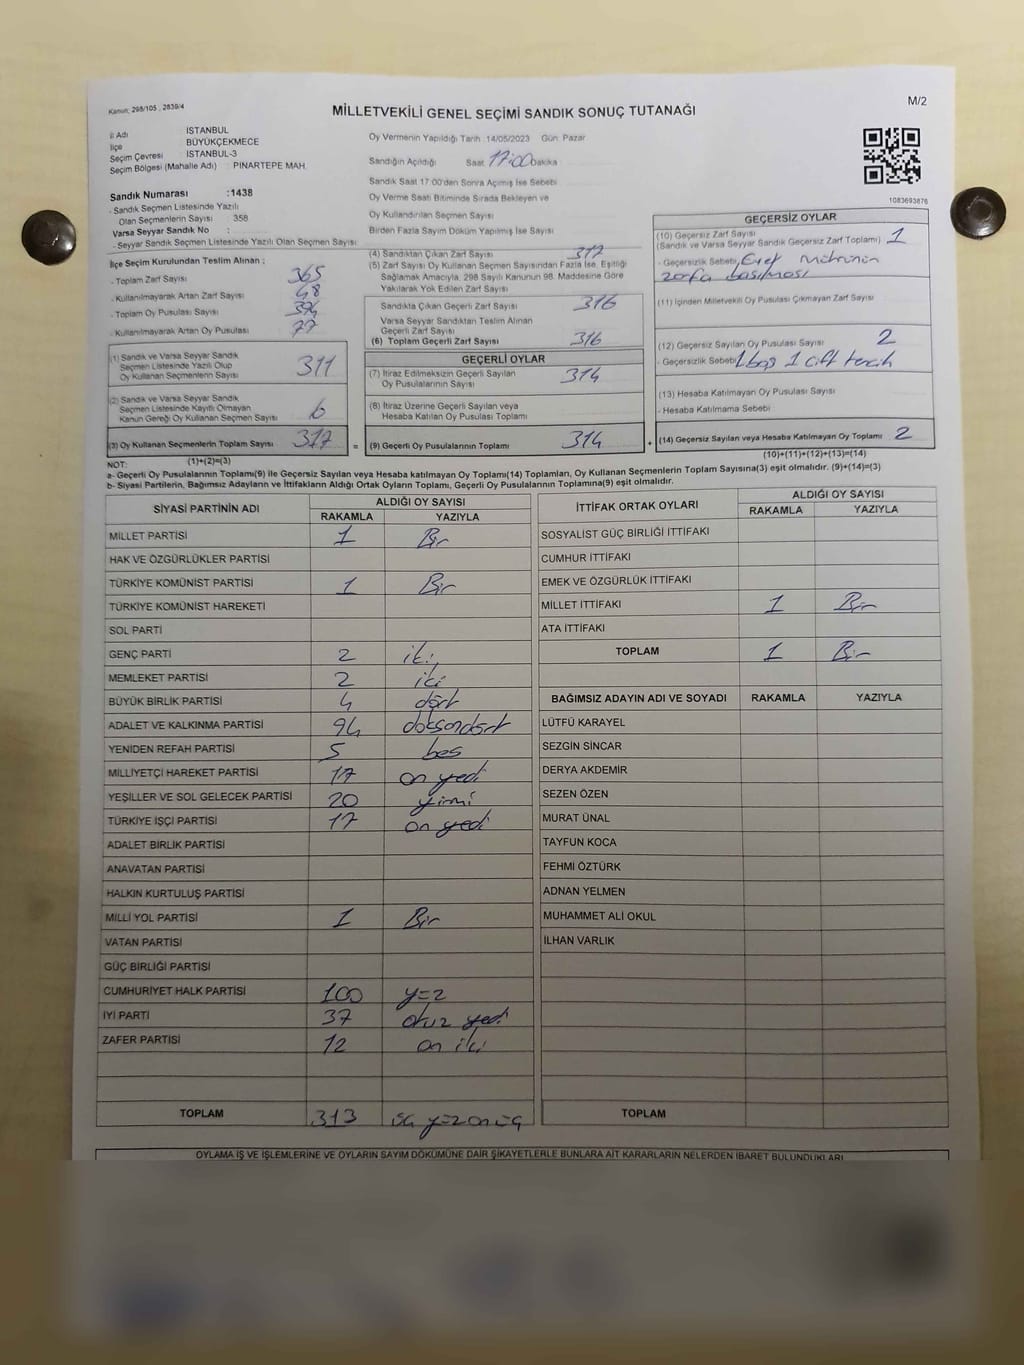 Kanun; 298/105 , 2839/4
M/2
MİLLETVEKİLİ GENEL SEÇİMİ SANDIK SONUÇ TUTANAĞI
İl Adı İSTANBUL
İlçe BÜYÜKÇEKMECE
Seçim Çevresi İSTANBUL-3
Seçim Bölgesi (Mahalle Adı) : PINARTEPE MAH.
Sandık Numarası :1438
- Sandık Seçmen Listesinde Yazılı
Olan Seçmenlerin Sayısı : 358
Varsa Seyyar Sandık No :
- Seyyar Sandık Seçmen Listesinde Yazılı Olan Seçmen Sayısı:
İlçe Seçim Kurulundan Teslim Alınan ;
- Toplam Zarf Sayısı 365
- Kullanılmayarak Artan Zarf Sayısı 48
- Toplam Oy Pusulası Sayısı
- Kullanılmayarak Artan Oy Pusulası 77
(1) Sandık ve Varsa Seyyar Sandık
Seçmen Listesinde Yazılı Olup
Oy Kullanan Seçmenlerin Sayısı 311
(2) Sandık ve Varsa Seyyar Sandık
Seçmen Listesinde Kayıtlı Olmayan
Kanun Gereği Oy Kullanan Seçmen Sayısı 6
(3) Oy Kullanan Seçmenlerin Toplam Sayısı 317 =
(1)+(2)=(3)
Oy Vermenin Yapıldığı Tarih :14/05/2023 Gün: Pazar
Sandığın Açıldığı Saat 17:00 Dakika
Sandık Saat 17:00'den Sonra Açımış İse Sebebi
Oy Verme Saati Bitiminde Sırada Bekleyen ve
Oy Kullandırılan Seçmen Sayısı
Birden Fazla Sayım Döküm Yapılmış İse Sayısı
(4) Sandıktan Çıkan Zarf Sayısı 317
(5) Zarf Sayısı Oy Kullanan Seçmen Sayısından Fazla İse, Eşitliği
Sağlamak Amacıyla, 298 Sayılı Kanunun 98. Maddesine Göre
Yakılarak Yok Edilen Zarf Sayısı
Sandıkta Çıkan Geçerli Zarf Sayısı 316
Varsa Seyyar Sandıktan Teslim Alınan
Geçerli Zarf Sayısı
(6) Toplam Geçerli Zarf Sayısı 316
GEÇERLİ OYLAR
(7) İtiraz Edilmeksizin Geçerli Sayılan
Oy Pusulalarının Sayısı 314
(8) İtiraz Üzerine Geçerli Sayılan veya
Hesaba Katılan Oy Pusulası Toplamı
(9) Geçerli Oy Pusulalarının Toplamı 314 +
1083693876
GEÇERSİZ OYLAR
(10) Geçersiz Zarf Sayısı
(Sandık ve Varsa Seyyar Sandık Geçersiz Zarf Toplamı) 1
- Geçersizlik Sebebi Evet mührünün
zarfa basılması
(11) İçinden Milletvekili Oy Pusulası Çıkmayan Zarf Sayısı
(12) Geçersiz Sayılan Oy Pusulası Sayısı 2
- Geçersizlik Sebebi 1 boş 1 çift tercih
(13) Hesaba Katılmayan Oy Pusulası Sayısı
- Hesaba Katılmama Sebebi
(14) Geçersiz Sayılan veya Hesaba Katılmayan Oy Toplamı 2
(10)+(11)+(12)+(13)=(14)
NOT:
a- Geçerli Oy Pusulalarının Toplamı(9) ile Geçersiz Sayılan veya Hesaba katılmayan Oy Toplamı(14) Toplamları, Oy Kullanan Seçmenlerin Toplam Sayısına(3) eşit olmalıdır. (9)+(14)=(3)
b- Siyasi Partilerin, Bağımsız Adayların ve İttifakların Aldığı Ortak Oyların Toplamı, Geçerli Oy Pusulalarının Toplamına(9) eşit olmalıdır.
SİYASİ PARTİNİN ADI ALDIĞI OY SAYISI
RAKAMLA YAZIYLA
MİLLET PARTİSİ 1 Bir
HAK VE ÖZGÜRLÜKLER PARTİSİ
TÜRKİYE KOMÜNİST PARTİSİ 1 Bir
TÜRKİYE KOMÜNİST HAREKETİ
SOL PARTİ
GENÇ PARTİ 2 iki
MEMLEKET PARTİSİ 2 iki
BÜYÜK BİRLİK PARTİSİ 4 dört
ADALET VE KALKINMA PARTİSİ 94 doksandört
YENİDEN REFAH PARTİSİ 5 beş
MİLLİYETÇİ HAREKET PARTİSİ 17 on yedi
YEŞİLLER VE SOL GELECEK PARTİSİ 20 yirmi
TÜRKİYE İŞÇİ PARTİSİ 17 on yedi
ADALET BİRLİK PARTİSİ
ANAVATAN PARTİSİ
HALKIN KURTULUŞ PARTİSİ
MİLLİ YOL PARTİSİ 1 Bir
VATAN PARTİSİ
GÜÇ BİRLİĞİ PARTİSİ
CUMHURİYET HALK PARTİSİ 100 yüz
İYİ PARTİ 37 otuz yedi
ZAFER PARTİSİ 12 on iki
TOPLAM 313 üç yüz on üç
İTTİFAK ORTAK OYLARI ALDIĞI OY SAYISI
RAKAMLA YAZIYLA
SOSYALİST GÜÇ BİRLİĞİ İTTİFAKI
CUMHUR İTTİFAKI
EMEK VE ÖZGÜRLÜK İTTİFAKI
MİLLET İTTİFAKI 1 Bir
ATA İTTİFAKI
TOPLAM 1 Bir
BAĞIMSIZ ADAYIN ADI VE SOYADI RAKAMLA YAZIYLA
LÜTFÜ KARAYEL
SEZGİN SİNCAR
DERYA AKDEMİR
SEZEN ÖZEN
MURAT ÜNAL
TAYFUN KOCA
FEHMİ ÖZTÜRK
ADNAN YELMEN
MUHAMMET ALİ OKUL
İLHAN VARLIK
TOPLAM
OYLAMA İŞ VE İŞLEMLERİNE VE OYLARIN SAYIM DÖKÜMÜNE DAİR ŞİKAYETLERLE BUNLARA AİT KARARLARIN NELERDEN İBARET BULUNDUKLARI